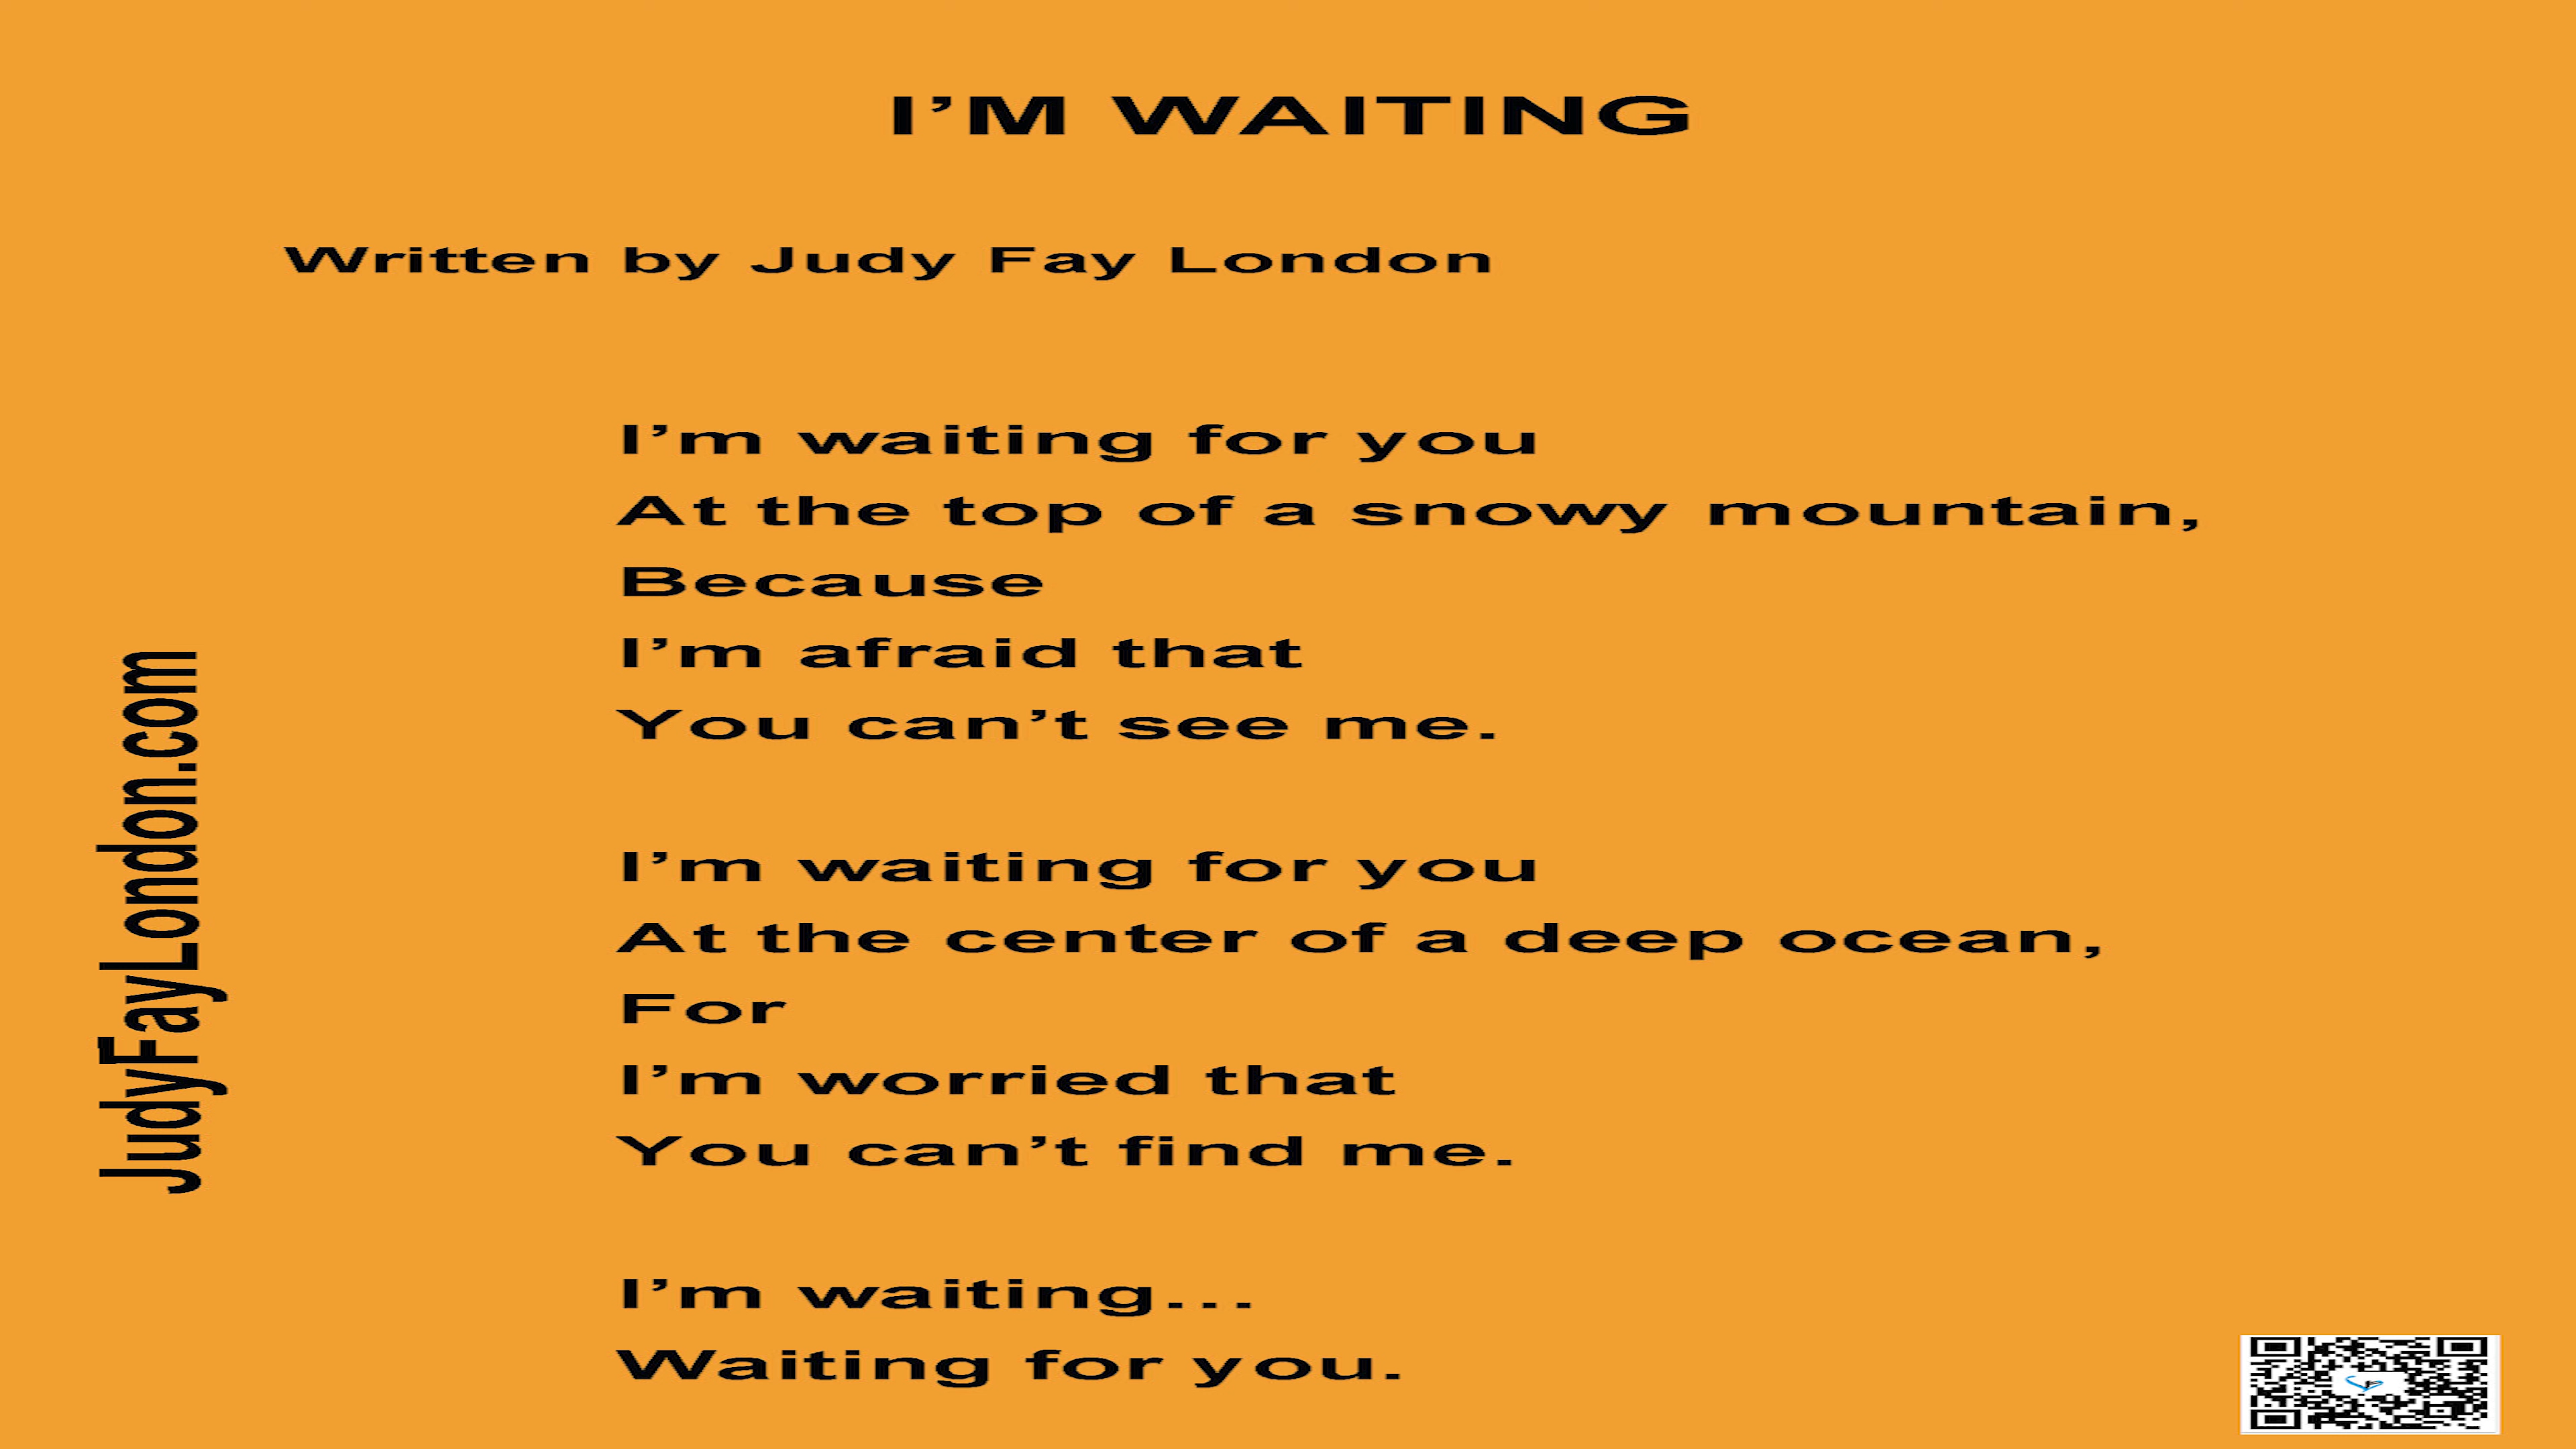 I’M WAITING
Written by Judy Fay London
I’m waiting for you
At the top of a snowy mountain,
Because
I’m afraid that
You can’t see me.
I’m waiting for you
At the center of a deep ocean,
For
I’m worried that
You can’t find me.
I’m waiting...
Waiting for you.
JudyFayLondon.com